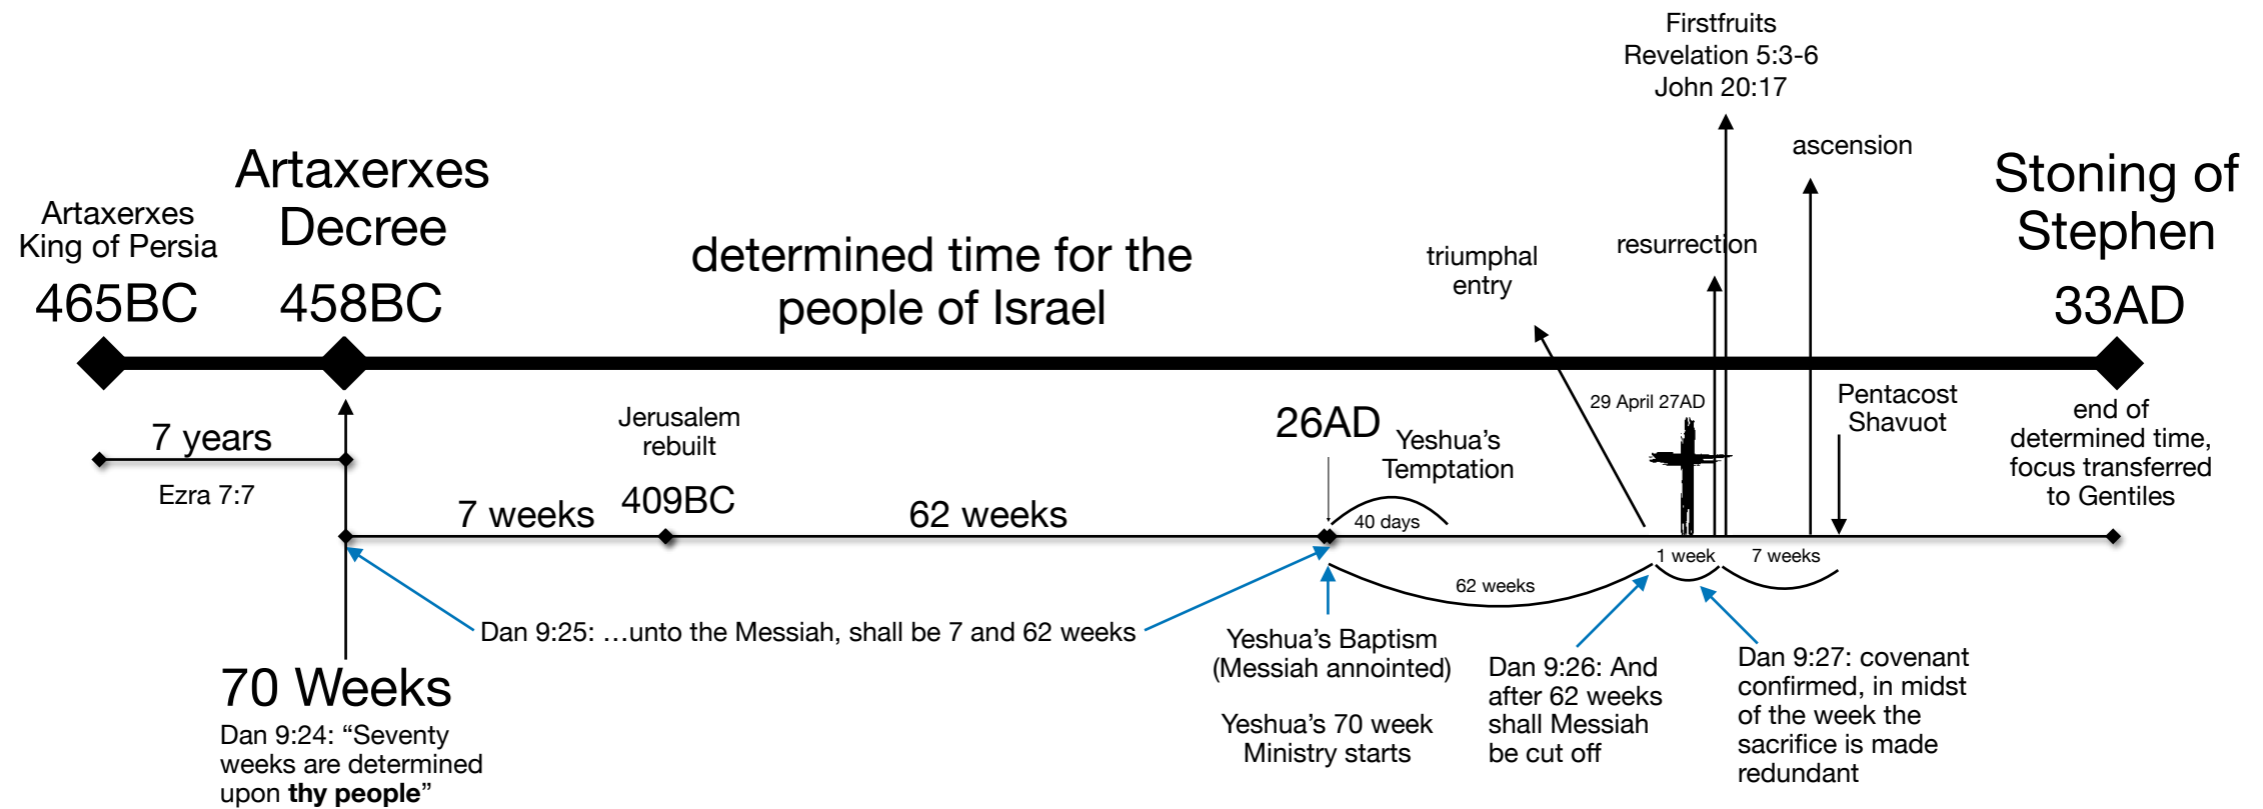 Firstfruits
Revelation 5:3-6
John 20:17
ascension
Artaxerxes
Decree
458BC
Artaxerxes
King of Persia
465BC
determined time for the
people of Israel
triumphal
entry
resurrection
Stoning of
Stephen
33AD
7 years
Ezra 7:7
Jerusalem
rebuilt
409BC
7 weeks
62 weeks
26AD
Yeshua’s
Temptation
40 days
29 April 27AD
Pentacost
Shavuot
end of
determined time,
focus transferred
to Gentiles
1 week
7 weeks
62 weeks
Dan 9:25: …unto the Messiah, shall be 7 and 62 weeks
70 Weeks
Dan 9:24: “Seventy
weeks are determined
upon thy people”
Yeshua’s Baptism
(Messiah annointed)
Yeshua’s 70 week
Ministry starts
Dan 9:26: And
after 62 weeks
shall Messiah
be cut off
Dan 9:27: covenant
confirmed, in midst
of the week the
sacrifice is made
redundant